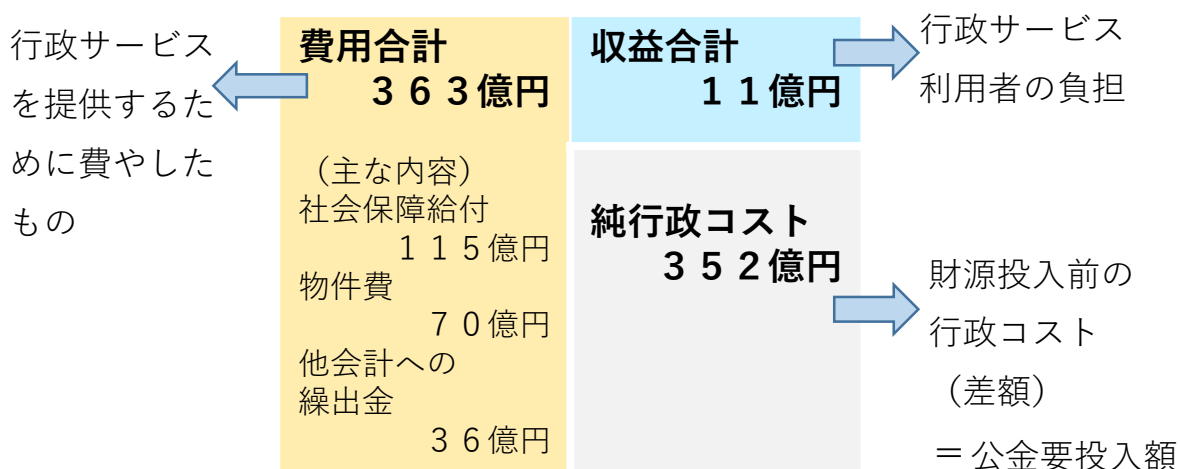 行政サービス
を提供するた
めに費やした
もの
費用合計
３６３億円
（主な内容）
社会保障給付
１１５億円
物件費
７０億円
他会計への
繰出金
３６億円
収益合計
１１億円
純行政コスト
３５２億円
行政サービス
利用者の負担
財源投入前の
行政コスト
（差額）
＝公金要投入額